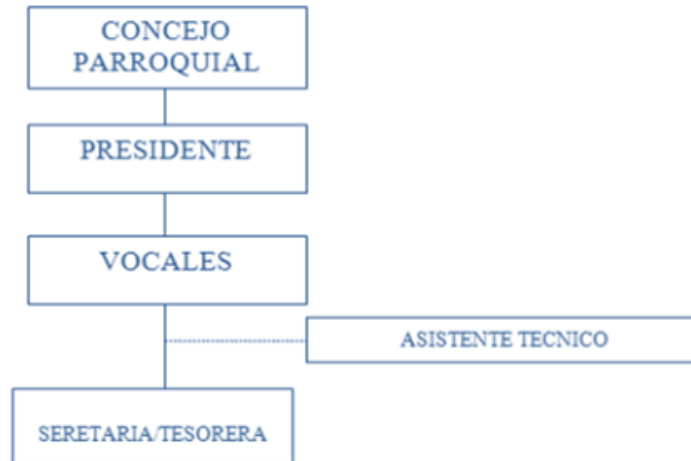 CONCEJO
PARROQUIAL
PRESIDENTE
VOCALES
ASISTENTE TECNICO
SERETARIA/TESORERA